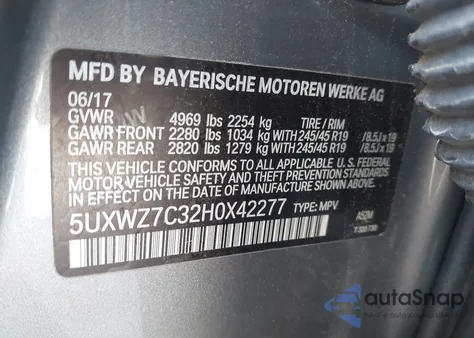 MFD BY BAYERISCHE MOTOREN WERKE AG
06/17
GVWR 4969 lbs 2254 kg TIRE / RIM
GAWR FRONT 2280 lbs 1034 kg WITH 245/45 R19 /8.5J x 19
GAWR REAR 2820 lbs 1279 kg WITH 245/45 R19 /8.5J x 19
THIS VEHICLE CONFORMS TO ALL APPLICABLE U.S. FEDERAL
MOTOR VEHICLE SAFETY AND THEFT PREVENTION STANDARDS
IN EFFECT ON THE DATE OF MANUFACTURE SHOWN ABOVE.
5UXWZ7C32H0X42277 TYPE: MPV
autaSnap